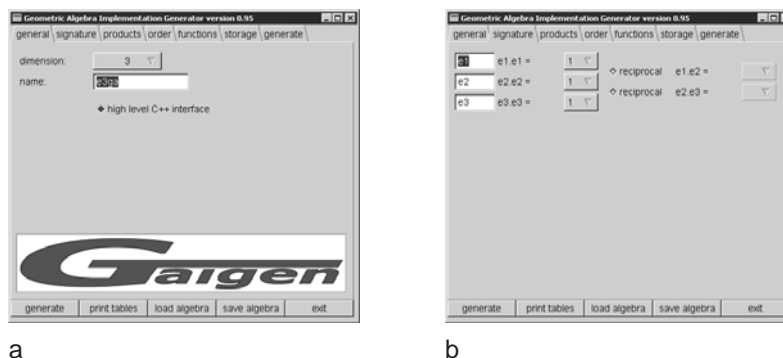 Geometric Algebra Implementation Generator version 0.95
general signature products order functions storage generate
dimension: 3
name: e3ga
high level C++ interface
Gaigen
generate print tables load algebra save algebra exit
a
Geometric Algebra Implementation Generator version 0.95
general signature products order functions storage generate
e1 e1.e1 = 1
reciprocal e1.e2 =
e2 e2.e2 = 1
reciprocal e2.e3 =
e3 e3.e3 = 1
generate print tables load algebra save algebra exit
b